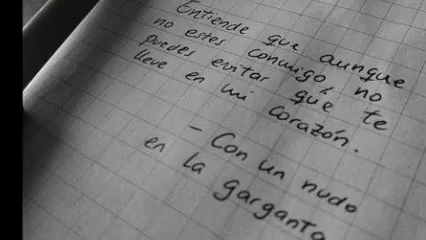 Entiende que aunque
no estes conmigó, no
puedes evitar que te
lleve en mi corazón.
- Con un nudo
en la garganta